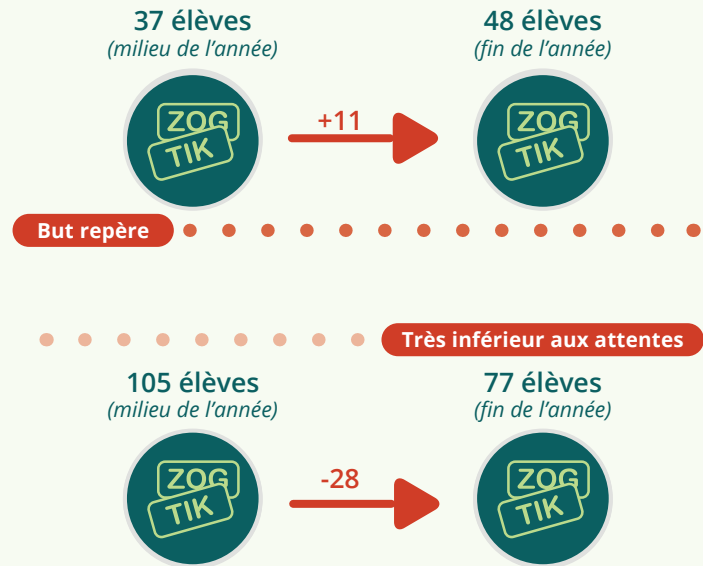 37 élèves
(milieu de l’année)
48 élèves
(fin de l’année)
ZOG
TIK
+11
ZOG
TIK
But repère
Très inférieur aux attentes
105 élèves
(milieu de l’année)
77 élèves
(fin de l’année)
ZOG
TIK
-28
ZOG
TIK